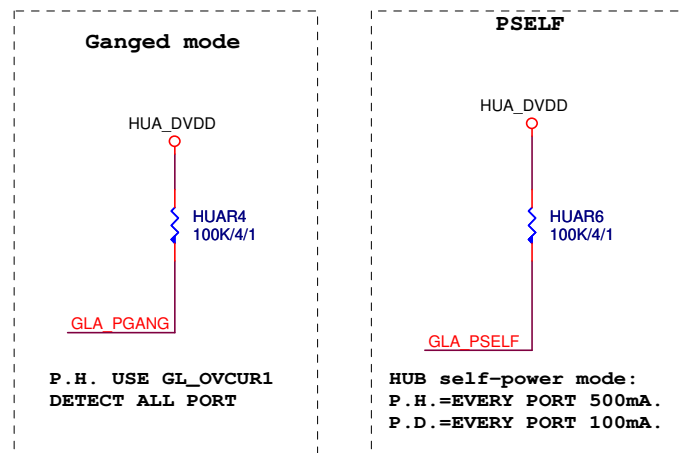 Ganged mode
HUA_DVDD
HUAR4
100K/4/1
GLA_PGANG
P.H. USE GL_OVCUR1
DETECT ALL PORT
PSELF
HUA_DVDD
HUAR6
100K/4/1
GLA_PSELF
HUB self-power mode:
P.H.=EVERY PORT 500mA.
P.D.=EVERY PORT 100mA.